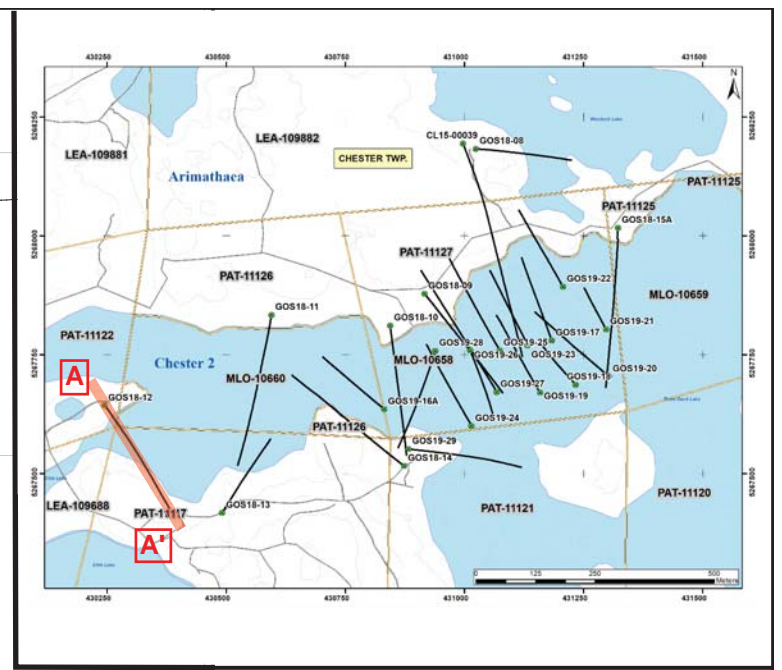 430250 430500 430750 431000 431250 431500
N
5268250
5268250
CL15-00039
GOS18-08
LEA-109882
LEA-109881
CHESTER TWP.
Arimathaea
PAT-11125
PAT-11125
GOS18-15A
5268000
5268000
PAT-11127
PAT-11126
GOS19-22
GOS18-09
MLO-10659
GOS18-11
GOS18-10
GOS19-21
PAT-11122
GOS19-17
GOS19-28
GOS19-25
Chester 2
MLO-10658
GOS19-26
GOS19-23
5267750
5267750
A
MLO-10660
GOS19-18
GOS19-20
GOS18-12
GOS19-27
GOS19-19
GOS19-16A
GOS19-24
PAT-11126
GOS19-29
GOS18-14
5267500
5267500
LEA-109688
PAT-11117
GOS18-13
PAT-11121
PAT-11120
A'
0 125 250 500
Meters
430250 430500 430750 431000 431250 431500